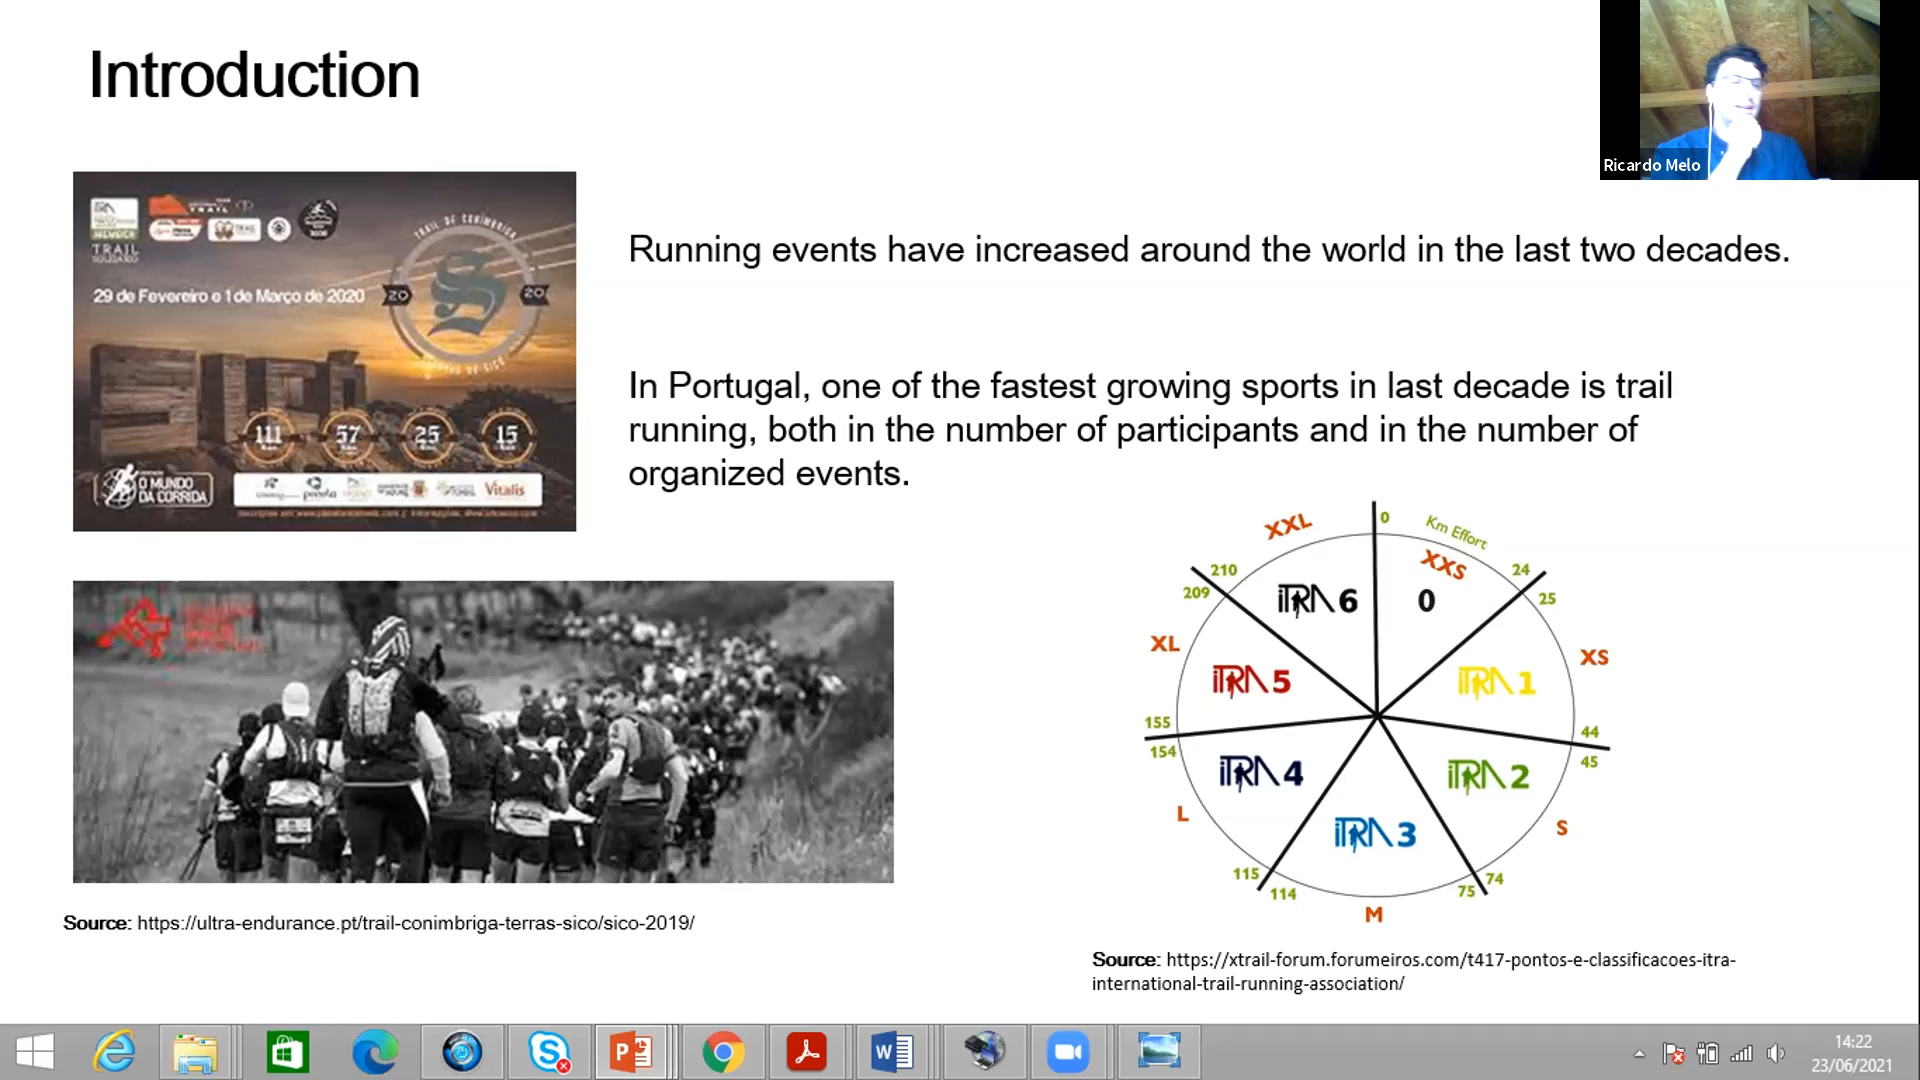 Introduction
Ricardo Melo
MEMBER
TRAIL
TRAIL DE CONÍMBRIGA
29 de Fevereiro e 1 de Março de 2020
20
S
20
111
57
25
15
O MUNDO
DA CORRIDA
Vitalis
Running events have increased around the world in the last two decades.
In Portugal, one of the fastest growing sports in last decade is trail
running, both in the number of participants and in the number of
organized events.
XXL
0
Km Effort
XXS
24
25
210
209
iTRA 6
0
XL
XS
iTRA 5
iTRA 1
155
154
44
45
iTRA 4
iTRA 2
L
S
iTRA 3
115
114
74
75
M
Source: https://ultra-endurance.pt/trail-conimbriga-terras-sico/sico-2019/
Source: https://xtrail-forum.forumeiros.com/t417-pontos-e-classificacoes-itra-
international-trail-running-association/
14:22
23/06/2021